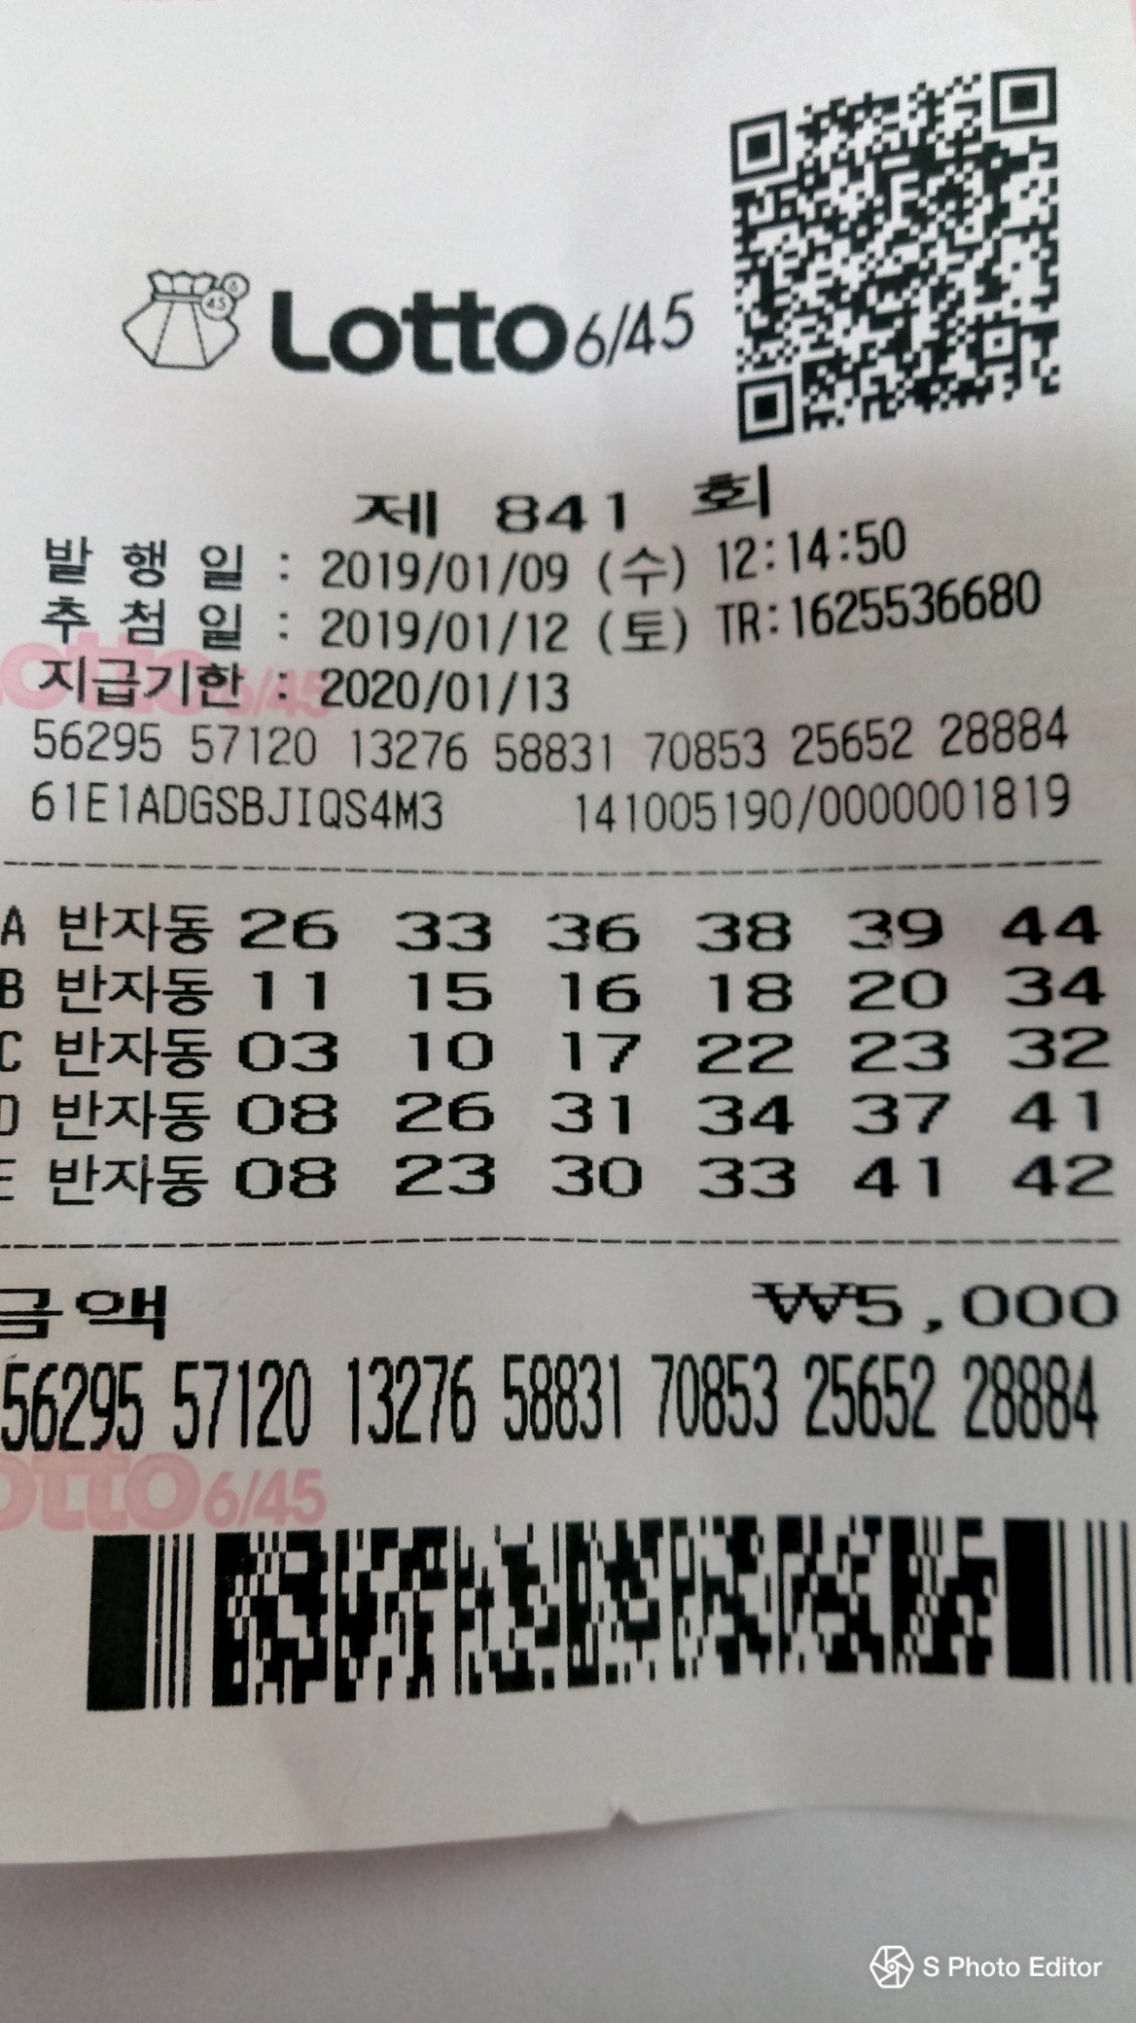 Lotto 6/45
제 841 회
발 행 일 : 2019/01/09 (수) 12:14:50
추 첨 일 : 2019/01/12 (토) TR:1625536680
지급기한 : 2020/01/13
56295 57120 13276 58831 70853 25652 28884
61E1ADGSBJIQS4M3 141005190/0000001819
A 반자동 26 33 36 38 39 44
B 반자동 11 15 16 18 20 34
C 반자동 03 10 17 22 23 32
D 반자동 08 26 31 34 37 41
E 반자동 08 23 30 33 41 42
금액 ₩5,000
56295 57120 13276 58831 70853 25652 28884
otto 6/45
S Photo Editor